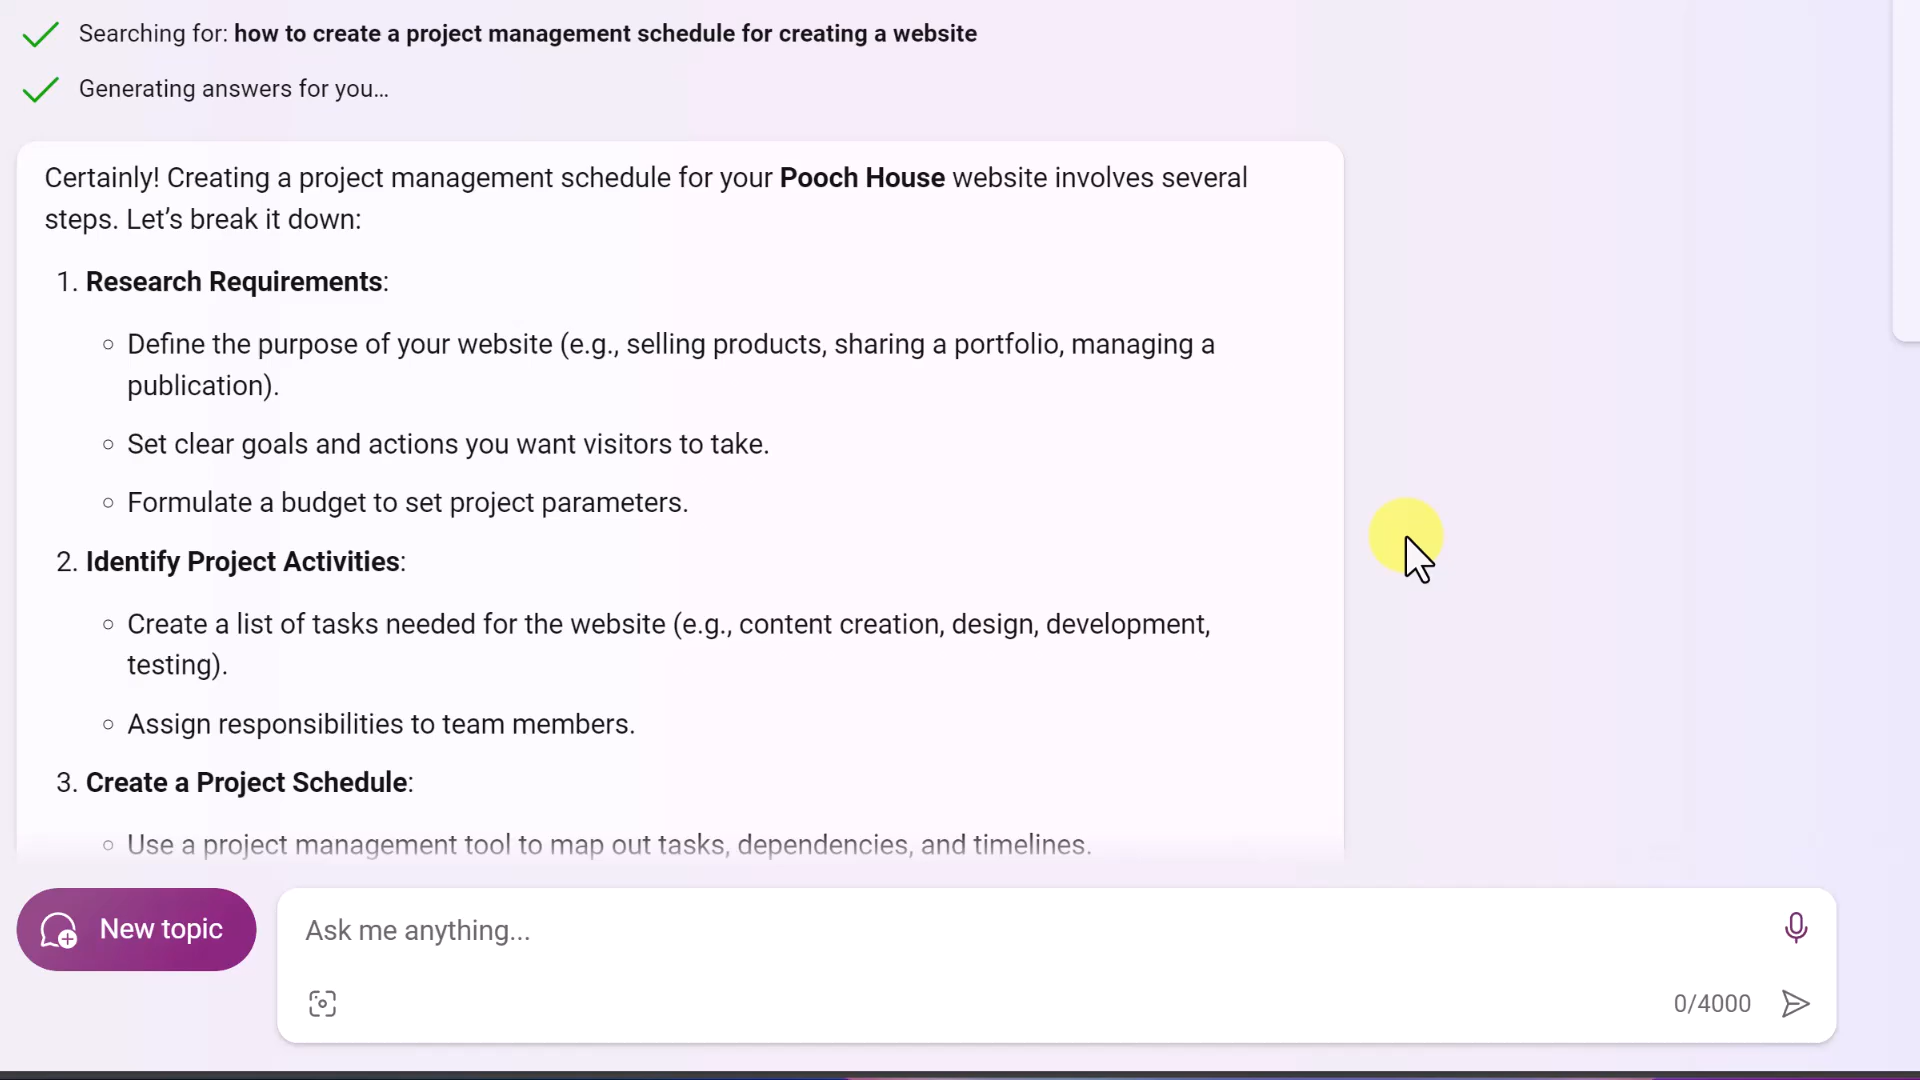 Searching for: how to create a project management schedule for creating a website
Generating answers for you...
Certainly! Creating a project management schedule for your Pooch House website involves several
steps. Let’s break it down:
1. Research Requirements:
Define the purpose of your website (e.g., selling products, sharing a portfolio, managing a
publication).
Set clear goals and actions you want visitors to take.
Formulate a budget to set project parameters.
2. Identify Project Activities:
Create a list of tasks needed for the website (e.g., content creation, design, development,
testing).
Assign responsibilities to team members.
3. Create a Project Schedule:
Use a project management tool to map out tasks, dependencies, and timelines.
New topic
Ask me anything...
0/4000